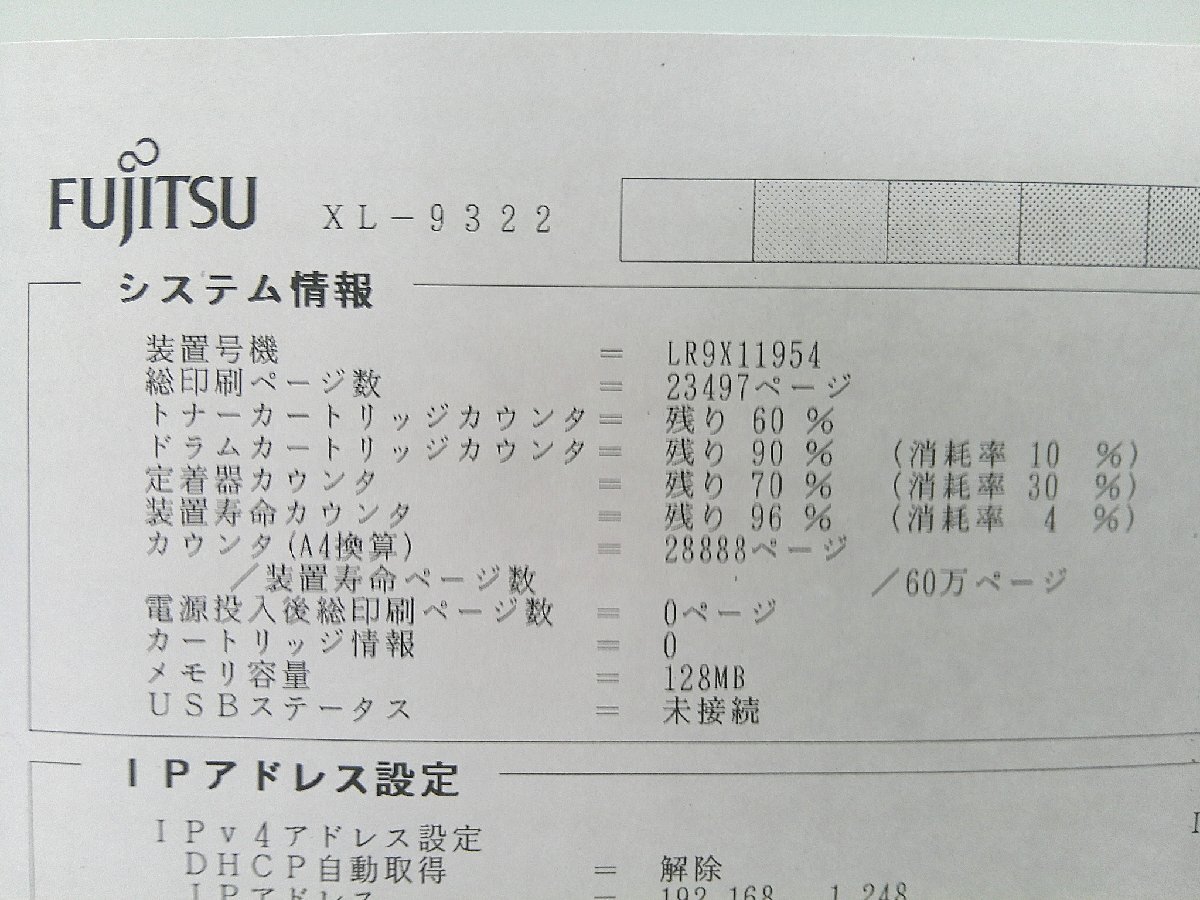 FUJITSU XL－9322
システム情報
装置号機 = LR9X11954
総印刷ページ数 = 23497ページ
トナーカートリッジカウンタ= 残り 60 %
ドラムカートリッジカウンタ= 残り 90 % (消耗率 10 %)
定着器カウンタ = 残り 70 % (消耗率 30 %)
装置寿命カウンタ = 残り 96 % (消耗率 4 %)
カウンタ(A4換算) = 28888ページ
／装置寿命ページ数 ／60万ページ
電源投入後総印刷ページ数 = 0ページ
カートリッジ情報 = 0
メモリ容量 = 128MB
USBステータス = 未接続
IPアドレス設定
IPv4アドレス設定
DHCP自動取得 = 解除
IPアドレス = 192.168. 1.248